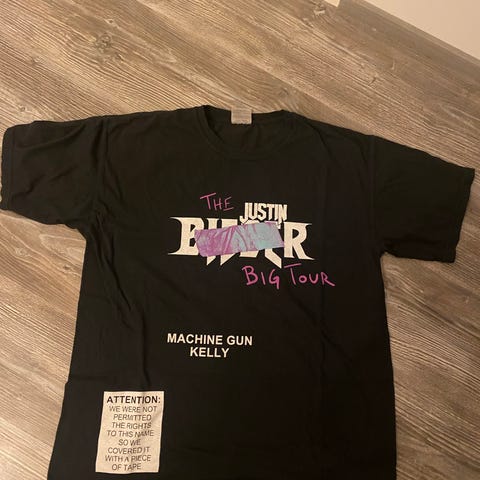 THE
JUSTIN
BIEBER
BIG TOUR
MACHINE GUN
KELLY
ATTENTION:
WE WERE NOT
PERMITTED
THE RIGHTS
TO THIS NAME
SO WE
COVERED IT
WITH A PIECE
OF TAPE